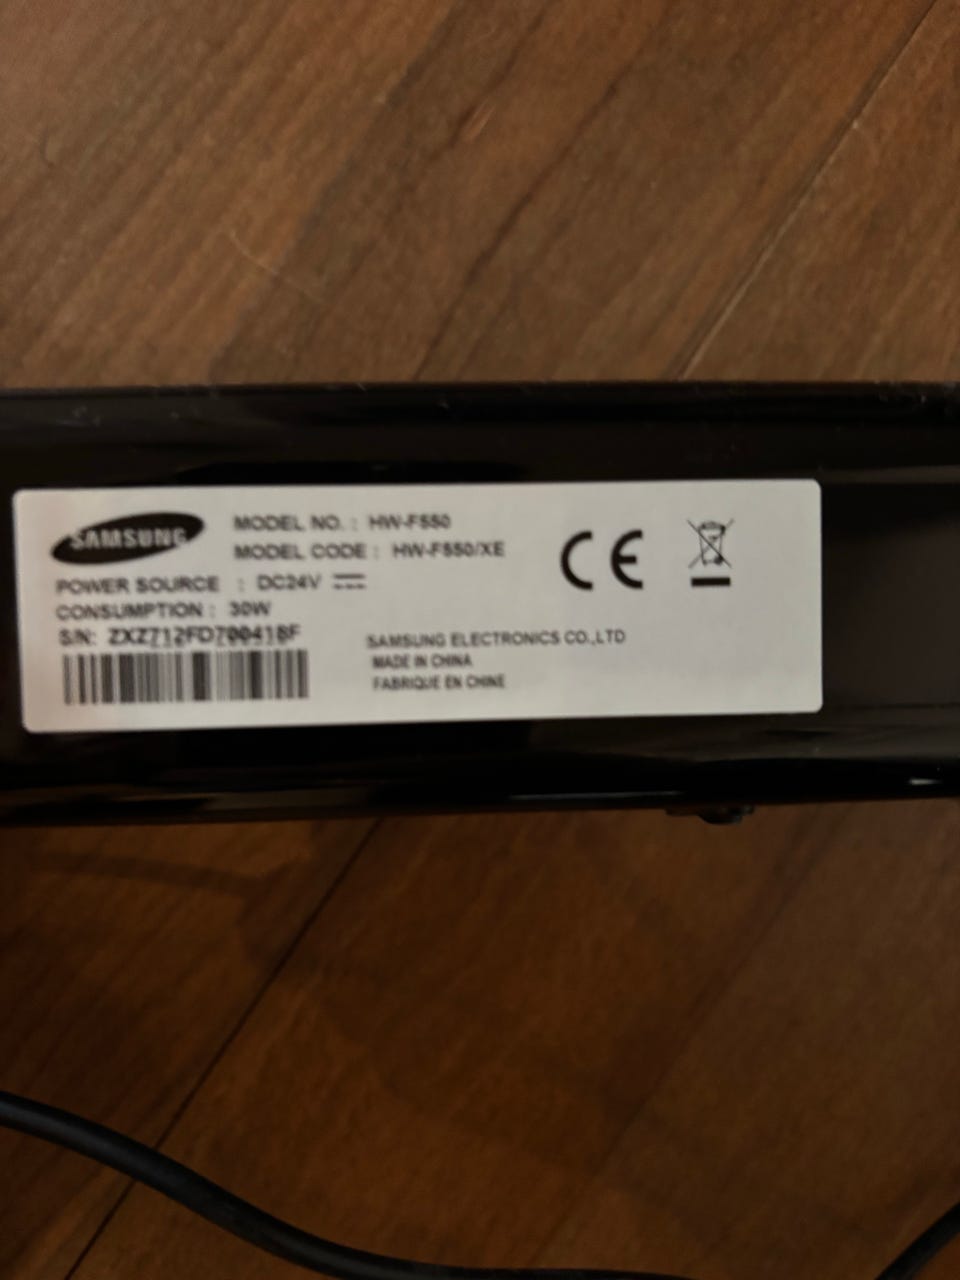 SAMSUNG
MODEL NO. : HW-F550
MODEL CODE : HW-F550/XE
POWER SOURCE : DC24V
CONSUMPTION : 30W
S/N: ZXZ712FD700418F
CE
SAMSUNG ELECTRONICS CO.,LTD
MADE IN CHINA
FABRIQUE EN CHINE